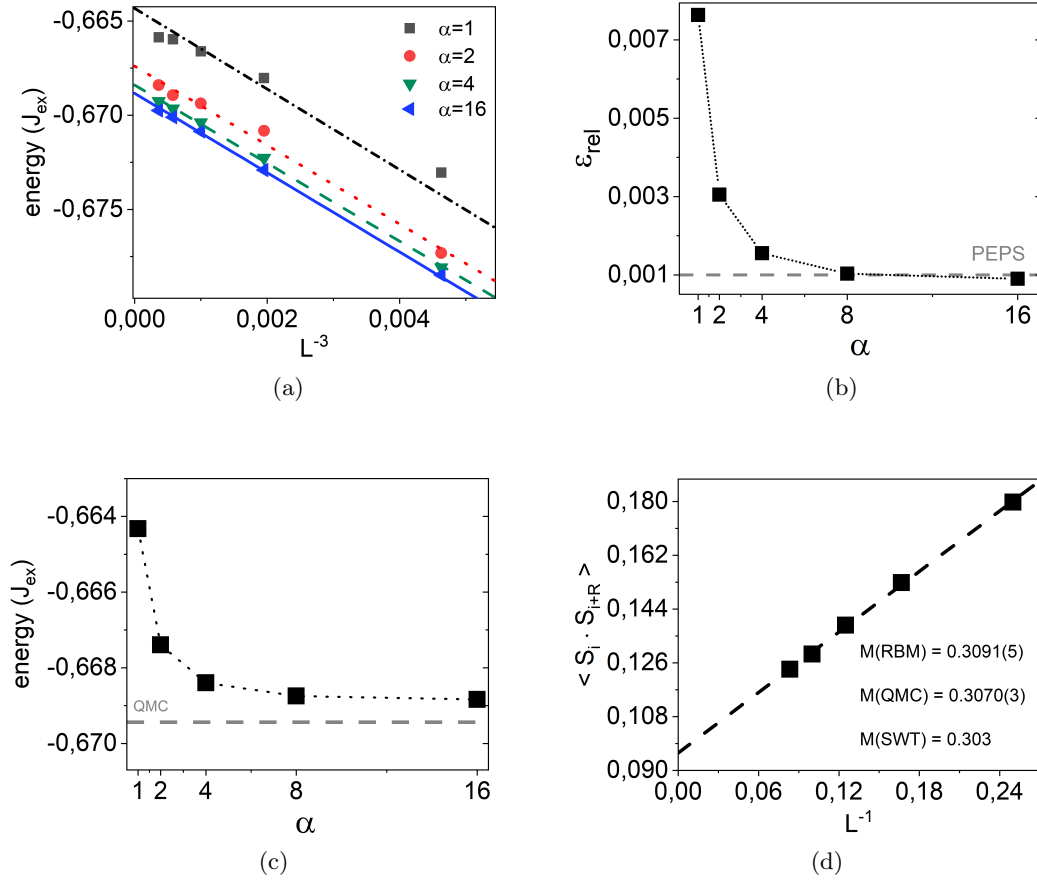 -0,665
-0,670
-0,675
energy (J_ex)
0,000 0,002 0,004
L⁻³
α=1
α=2
α=4
α=16
(a)
0,007
0,005
0,003
0,001
ε_rel
PEPS
1 2 4 8 16
α
(b)
-0,664
-0,666
-0,668
-0,670
energy (J_ex)
QMC
1 2 4 8 16
α
(c)
0,180
0,162
0,144
0,126
0,108
0,090
< S_i · S_i+R >
M(RBM) = 0.3091(5)
M(QMC) = 0.3070(3)
M(SWT) = 0.303
0,00 0,06 0,12 0,18 0,24
L⁻¹
(d)